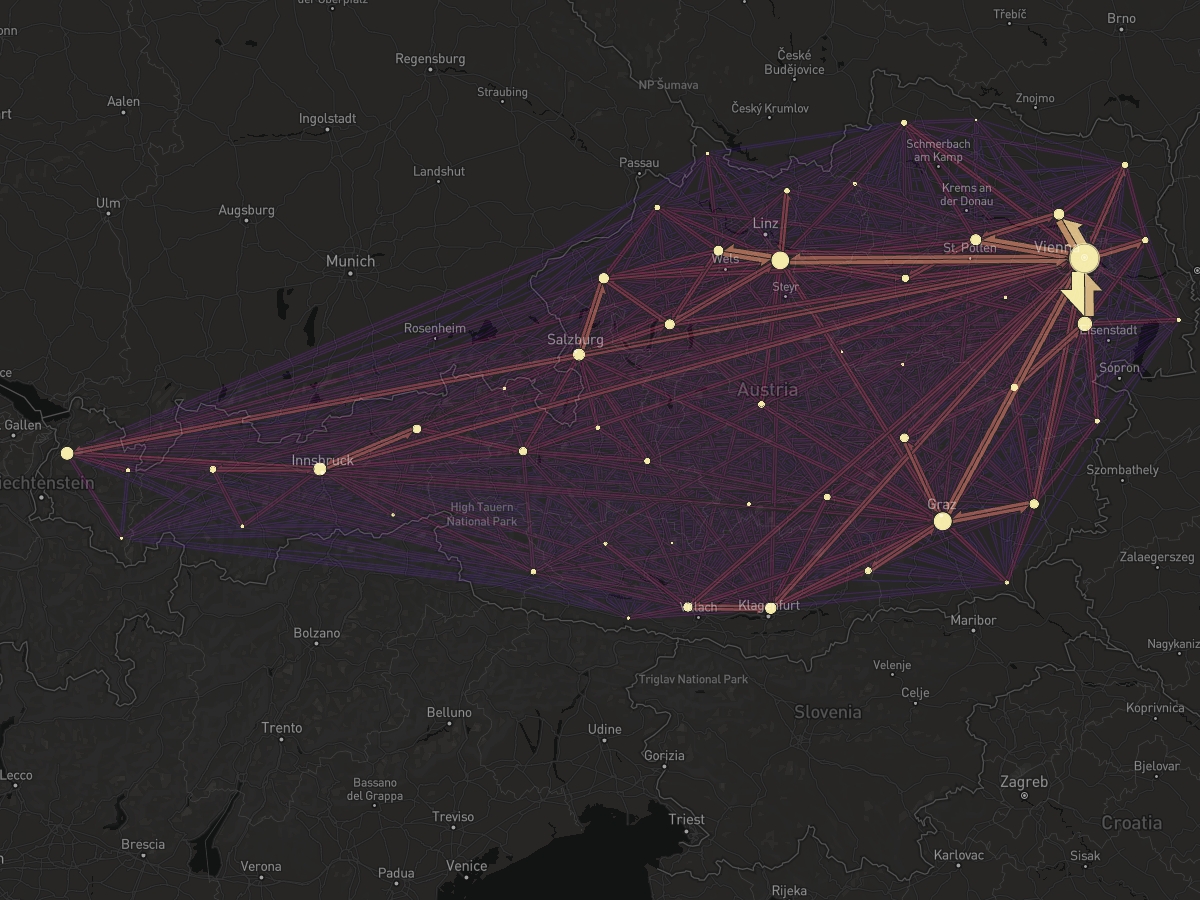 der Oberpfalz
Třebíč
Brno
Regensburg
České
Budějovice
NP Šumava
Straubing
Aalen
Český Krumlov
Znojmo
Ingolstadt
Schmerbach
am Kamp
Passau
Landshut
Krems an
der Donau
Ulm
Augsburg
Linz
St. Pölten
Vienna
Munich
Wels
Steyr
Rosenheim
Eisenstadt
Salzburg
Sopron
Austria
Gallen
Innsbruck
Szombathely
Liechtenstein
High Tauern
National Park
Graz
Zalaegerszeg
Villach
Klagenfurt
Maribor
Bolzano
Nagykaniz
Velenje
Triglav National Park
Celje
Koprivnica
Belluno
Slovenia
Trento
Udine
Gorizia
Bjelovar
Lecco
Zagreb
Bassano
del Grappa
Treviso
Triest
Croatia
Brescia
Karlovac
Sisak
Verona
Venice
Padua
Rijeka